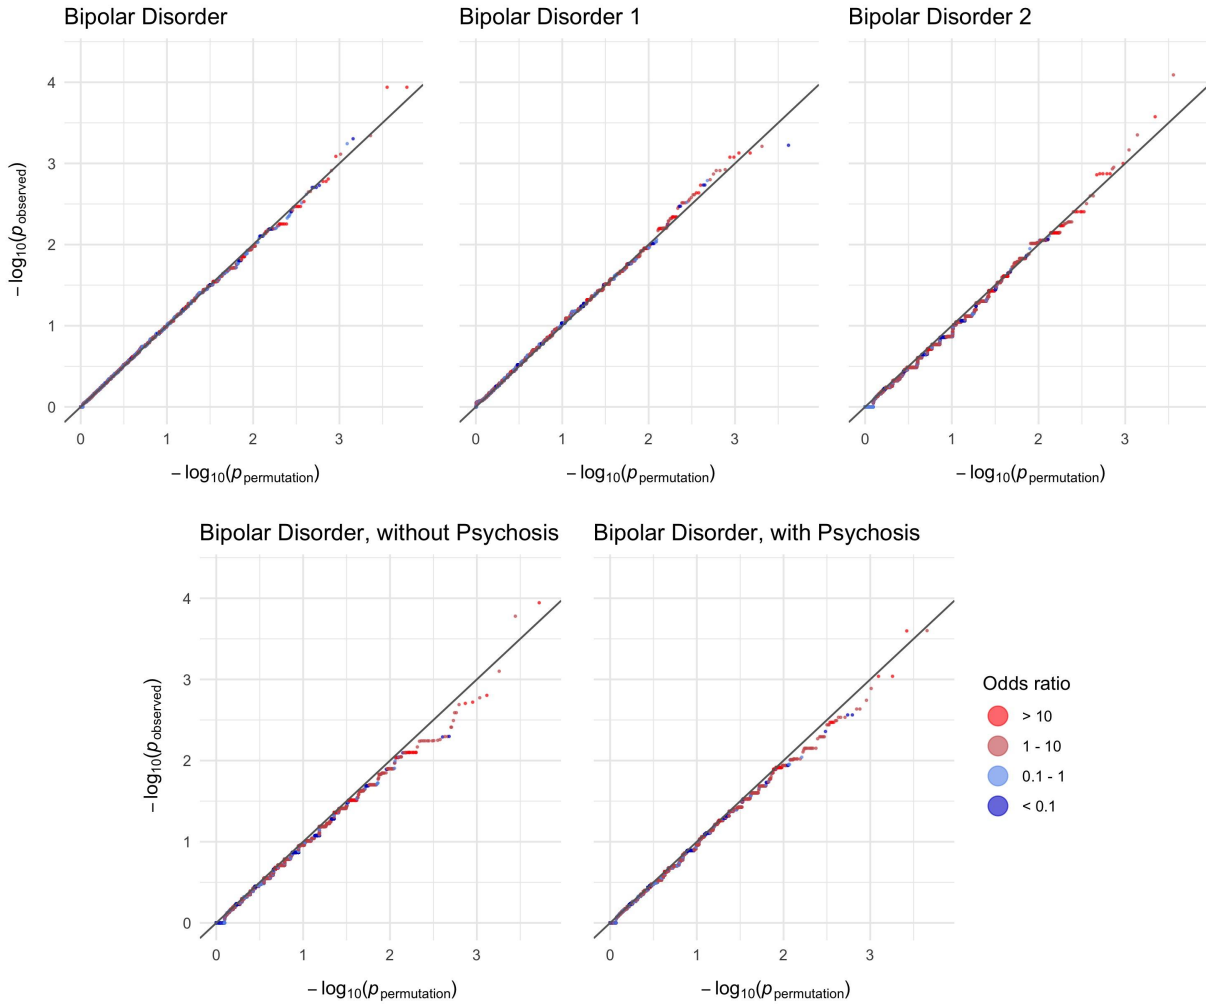 Bipolar Disorder
Bipolar Disorder 1
Bipolar Disorder 2
− log10(pobserved)
4
3
2
1
0
0 1 2 3
0 1 2 3
0 1 2 3
− log10(ppermutation)
− log10(ppermutation)
− log10(ppermutation)
Bipolar Disorder, without Psychosis
Bipolar Disorder, with Psychosis
− log10(pobserved)
4
3
2
1
0
0 1 2 3
0 1 2 3
− log10(ppermutation)
− log10(ppermutation)
Odds ratio
> 10
1 - 10
0.1 - 1
< 0.1